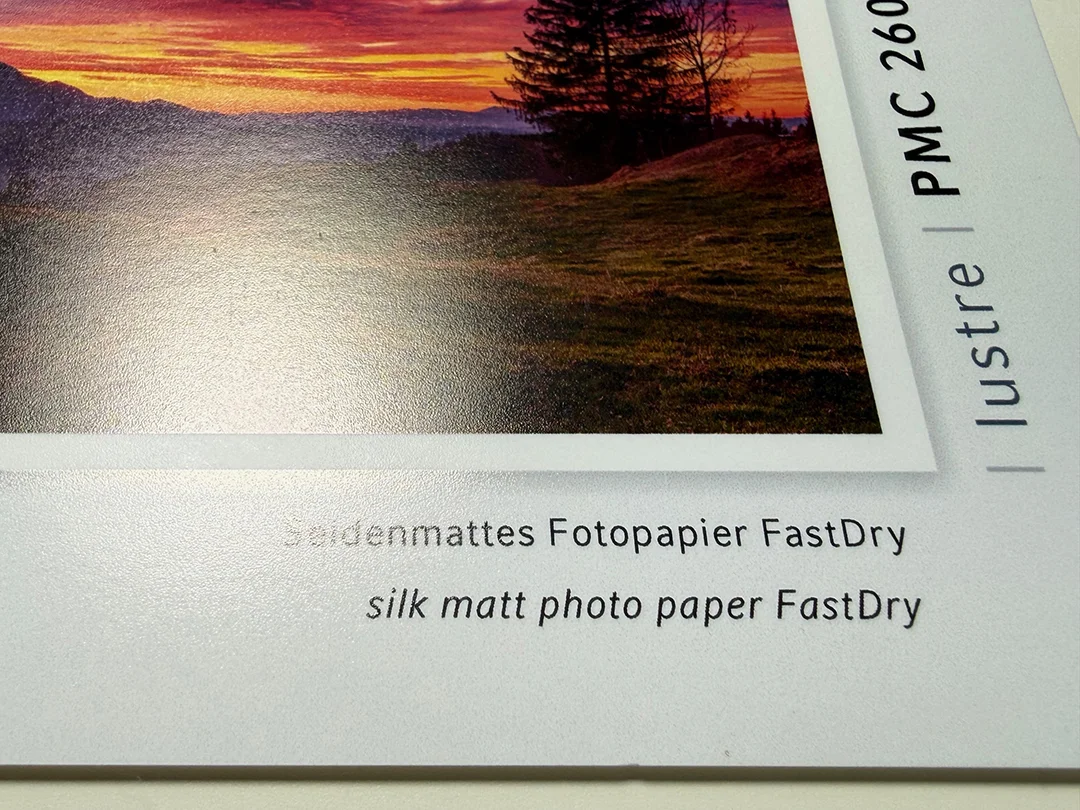 Seidenmattes Fotopapier FastDry
silk matt photo paper FastDry
| lustre | PMC 260